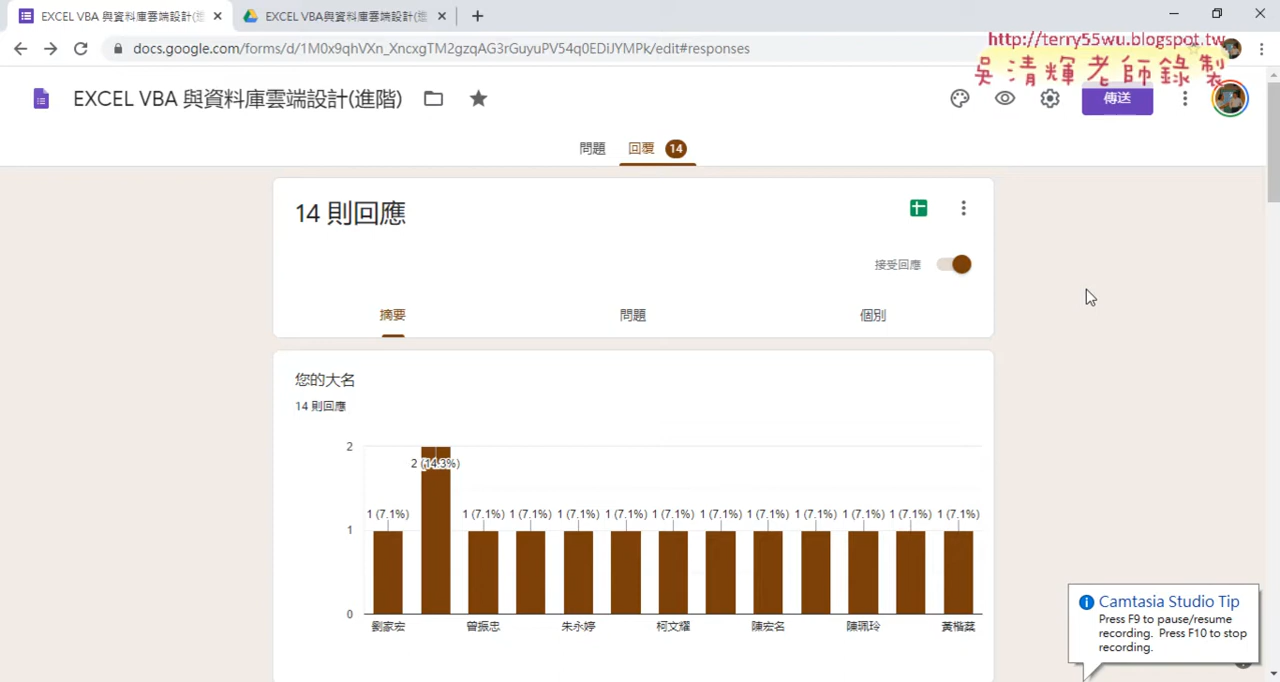 EXCEL VBA 與資料庫雲端設計(進
EXCEL VBA與資料庫雲端設計(進
docs.google.com/forms/d/1M0x9qhVXn_XncxgTM2gzqAG3rGuyuPV54q0EDiJYMPk/edit#responses
http://terry55wu.blogspot.tw
吳清輝老師錄製
EXCEL VBA 與資料庫雲端設計(進階)
傳送
問題
回覆 14
14 則回應
接受回應
摘要
問題
個別
您的大名
14 則回應
2
1
0
1 (7.1%)
2 (14.3%)
1 (7.1%)
1 (7.1%)
1 (7.1%)
1 (7.1%)
1 (7.1%)
1 (7.1%)
1 (7.1%)
1 (7.1%)
1 (7.1%)
1 (7.1%)
1 (7.1%)
劉家宏
曾振忠
朱永婷
柯文耀
陳宏名
陳珮玲
Camtasia Studio Tip
Press F9 to pause/resume
recording. Press F10 to stop
recording.